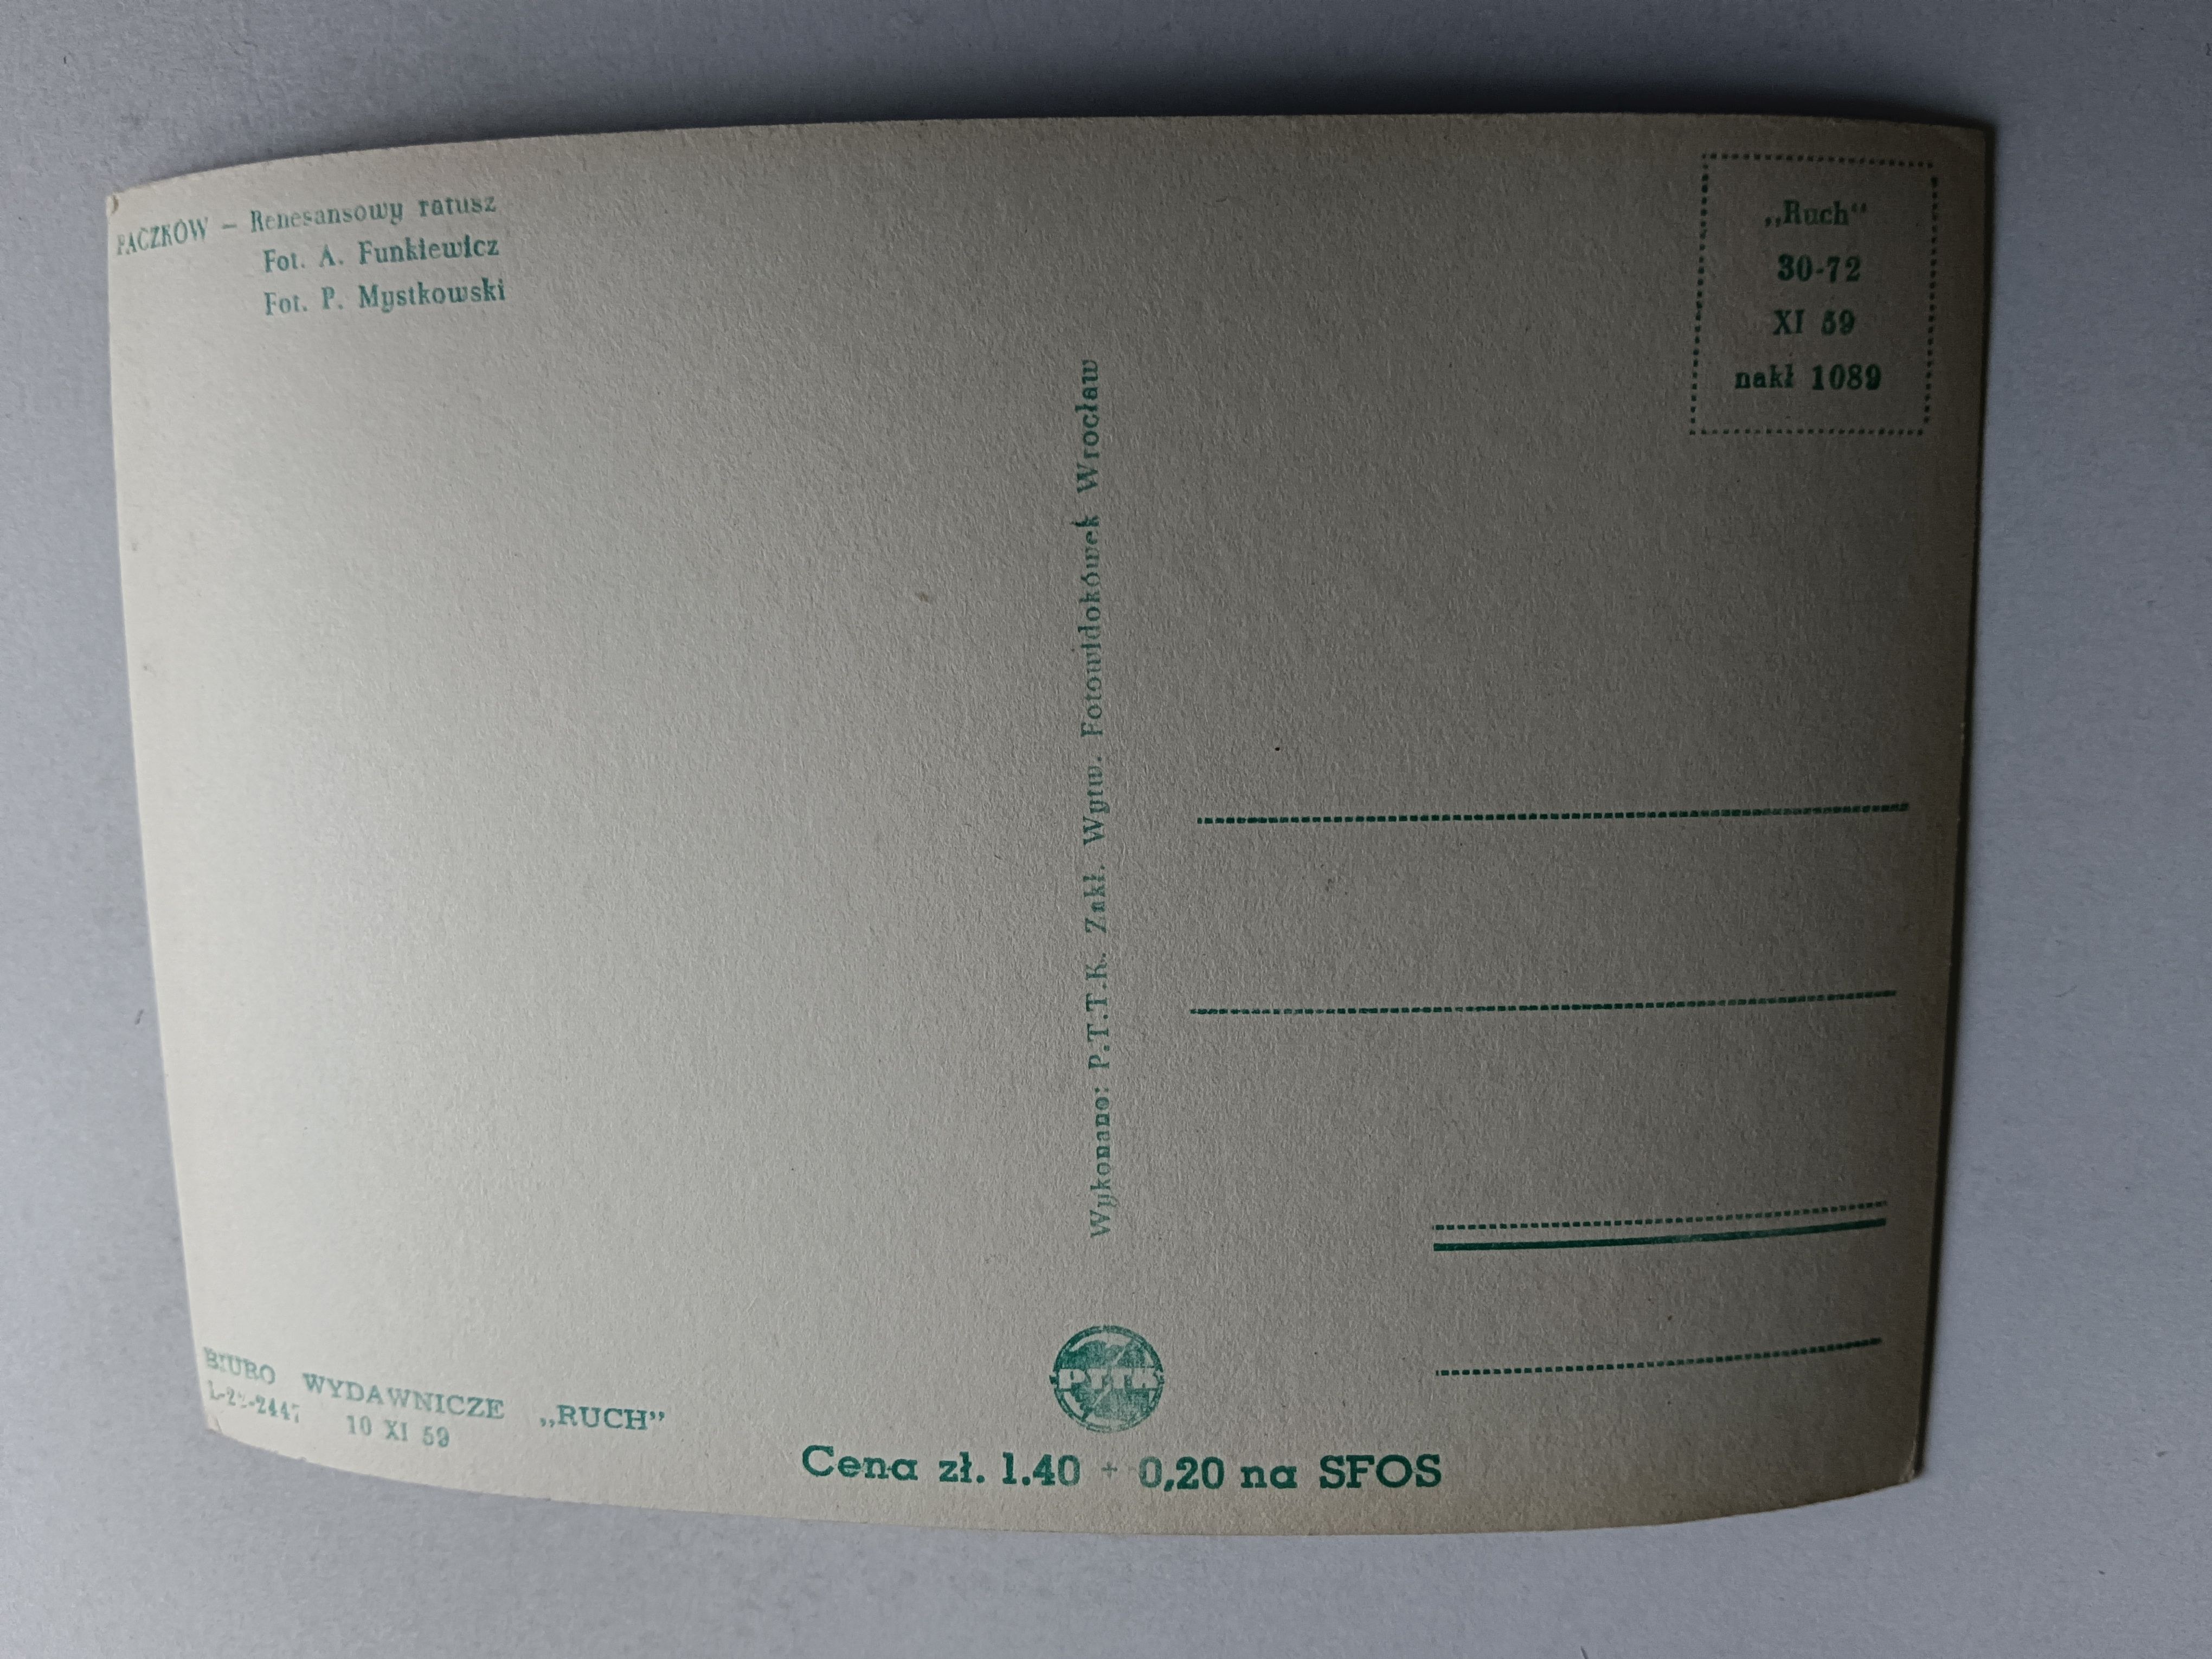 PACZKÓW — Renesansowy ratusz
Fot. A. Funkiewicz
Fot. P. Mystkowski
„Ruch“
30-72
XI 59
nakł 1089
Wykonano: P.T.T.K. Zakł. Wytw. Fotowidokówek Wrocław
BIURO WYDAWNICZE „RUCH”
10 XI 59
PTTK
Cena zł. 1.40 + 0,20 na SFOS